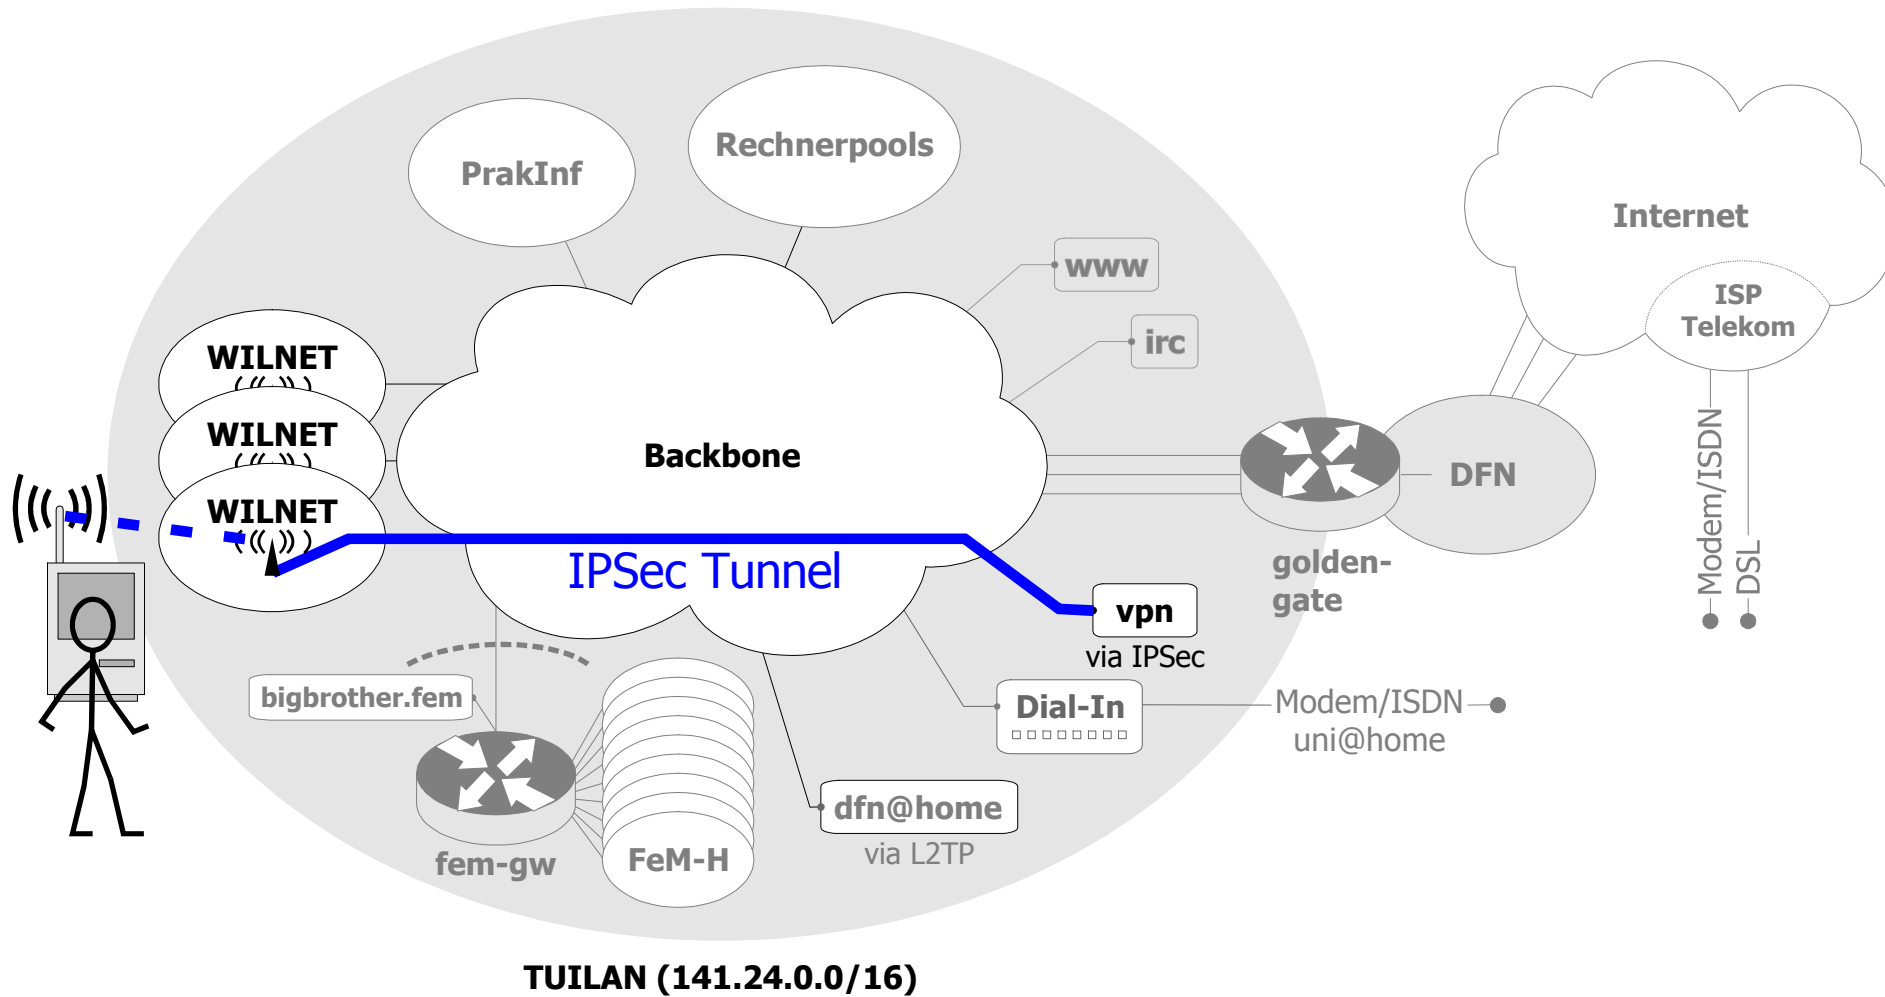 Rechnerpools
PrakInf
Internet
www
ISP
Telekom
irc
WILNET
WILNET
WILNET
Backbone
DFN
Modem/ISDN
DSL
IPSec Tunnel
golden-
gate
vpn
via IPSec
bigbrother.fem
Dial-In
Modem/ISDN
uni@home
dfn@home
via L2TP
fem-gw
FeM-H
TUILAN (141.24.0.0/16)